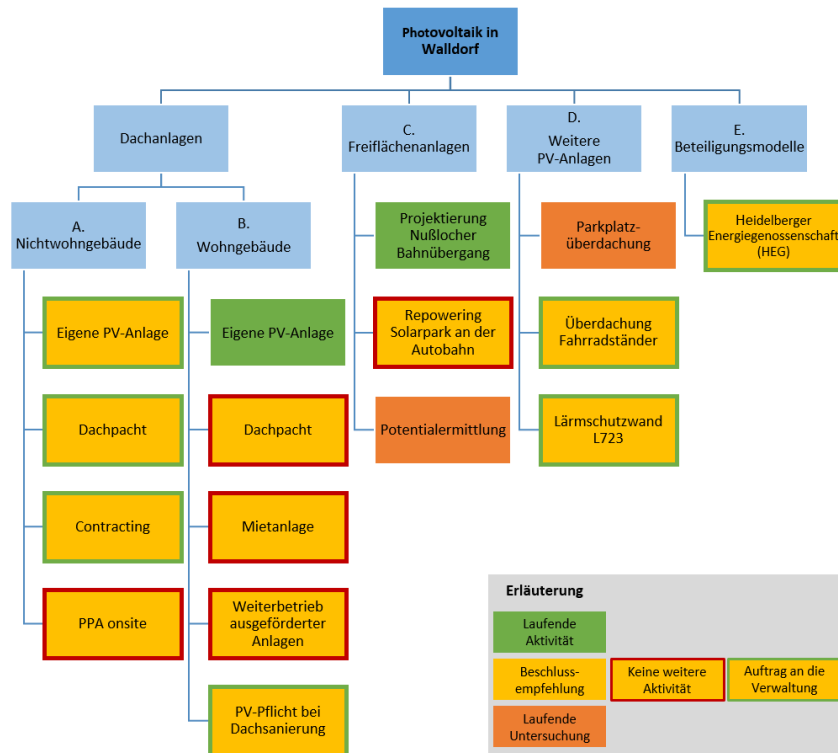 Photovoltaik in
Walldorf
Dachanlagen
C.
Freiflächenanlagen
D.
Weitere
PV-Anlagen
E.
Beteiligungsmodelle
A.
Nichtwohngebäude
B.
Wohngebäude
Projektierung
Nußlocher
Bahnübergang
Parkplatz-
überdachung
Heidelberger
Energiegenossenschaft
(HEG)
Eigene PV-Anlage
Eigene PV-Anlage
Repowering
Solarpark an der
Autobahn
Überdachung
Fahrradständer
Dachpacht
Dachpacht
Potentialermittlung
Lärmschutzwand
L723
Contracting
Mietanlage
PPA onsite
Weiterbetrieb
ausgeförderter
Anlagen
PV-Pflicht bei
Dachsanierung
Erläuterung
Laufende
Aktivität
Beschluss-
empfehlung
Keine weitere
Aktivität
Auftrag an die
Verwaltung
Laufende
Untersuchung